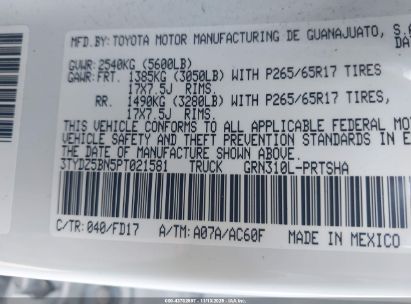 MFD.BY: TOYOTA MOTOR MANUFACTURING DE GUANAJUATO, S.
GVWR: 2540KG (5600LB)
GAWR: FRT. 1385KG (3050LB) WITH P265/65R17 TIRES
17X7.5J RIMS.
RR. 1490KG (3280LB) WITH P265/65R17 TIRES,
17X7.5J RIMS.
THIS VEHICLE CONFORMS TO ALL APPLICABLE FEDERAL
VEHICLE SAFETY AND THEFT PREVENTION STANDARDS IN
THE DATE OF MANUFACTURE SHOWN ABOVE.
3TYDZ5BN5PT021581 TRUCK GRN310L-PRTSHA
C/TR: 040/FD17 A/TM: A07A/AC60F MADE IN MEXICO